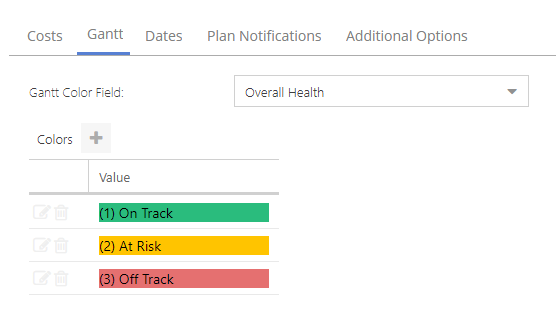 Costs Gantt Dates Plan Notifications Additional Options
Gantt Color Field: Overall Health
Colors
Value
(1) On Track
(2) At Risk
(3) Off Track